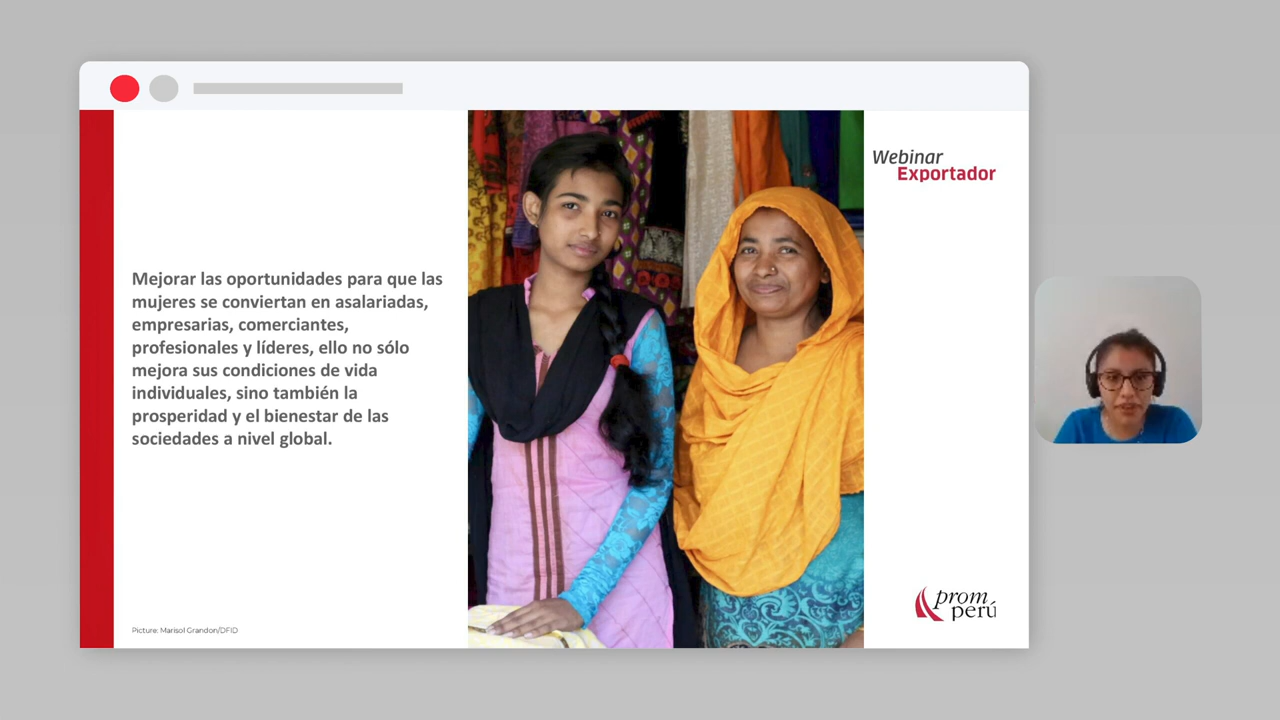 Webinar
Exportador
Mejorar las oportunidades para que las
mujeres se conviertan en asalariadas,
empresarias, comerciantes,
profesionales y líderes, ello no sólo
mejora sus condiciones de vida
individuales, sino también la
prosperidad y el bienestar de las
sociedades a nivel global.
Picture: Marisol Grandon/DFID
prom
perú